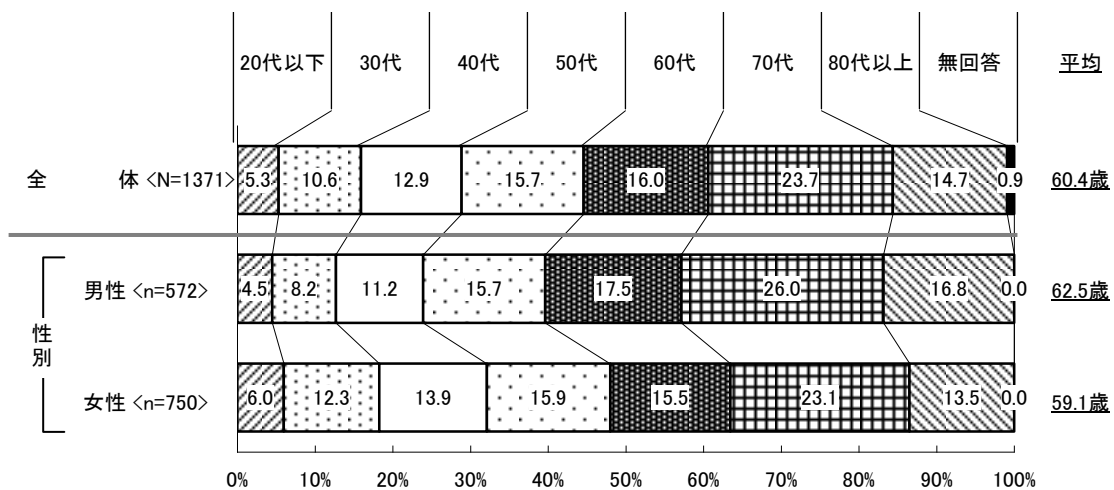 20代以下 30代 40代 50代 60代 70代 80代以上 無回答 平均
全 体 <N=1371> 5.3 10.6 12.9 15.7 16.0 23.7 14.7 0.9 60.4歳
男性 <n=572> 4.5 8.2 11.2 15.7 17.5 26.0 16.8 0.0 62.5歳
性別
女性 <n=750> 6.0 12.3 13.9 15.9 15.5 23.1 13.5 0.0 59.1歳
0% 10% 20% 30% 40% 50% 60% 70% 80% 90% 100%